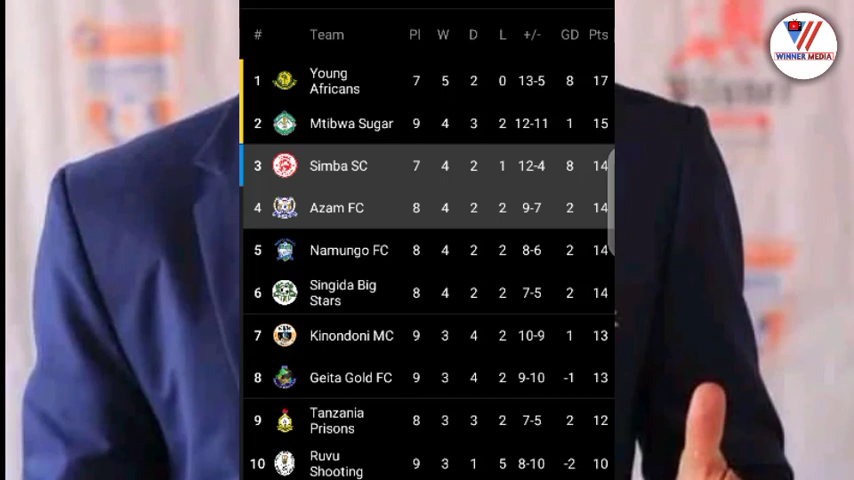 # Team Pl W D L +/- GD Pts
1 Young Africans 7 5 2 0 13-5 8 17
2 Mtibwa Sugar 9 4 3 2 12-11 1 15
3 Simba SC 7 4 2 1 12-4 8 14
4 Azam FC 8 4 2 2 9-7 2 14
5 Namungo FC 8 4 2 2 8-6 2 14
6 Singida Big Stars 8 4 2 2 7-5 2 14
7 Kinondoni MC 9 3 4 2 10-9 1 13
8 Geita Gold FC 9 3 4 2 9-10 -1 13
9 Tanzania Prisons 8 3 3 2 7-5 2 12
10 Ruvu Shooting 9 3 1 5 8-10 -2 10
WINNER MEDIA